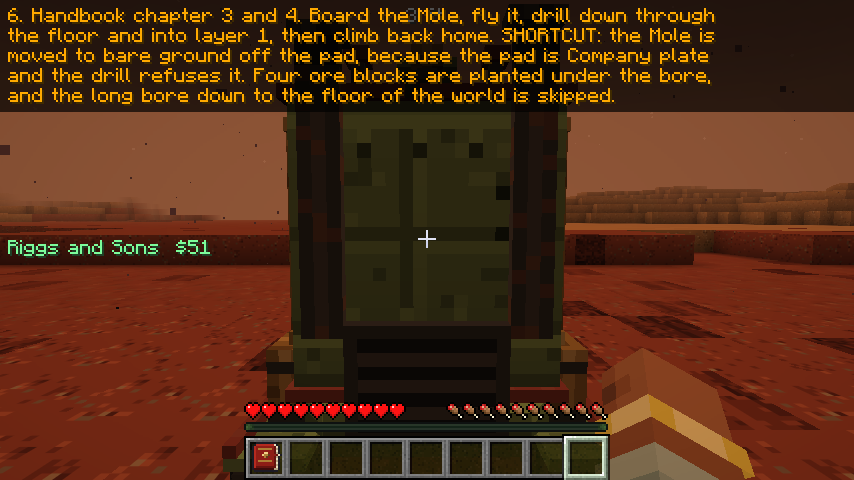 6. Handbook chapter 3 and 4. Board the Mole, fly it, drill down through
the floor and into layer 1, then climb back home. SHORTCUT: the Mole is
moved to bare ground off the pad, because the pad is Company plate
and the drill refuses it. Four ore blocks are planted under the bore,
and the long bore down to the floor of the world is skipped.
Riggs and Sons $51